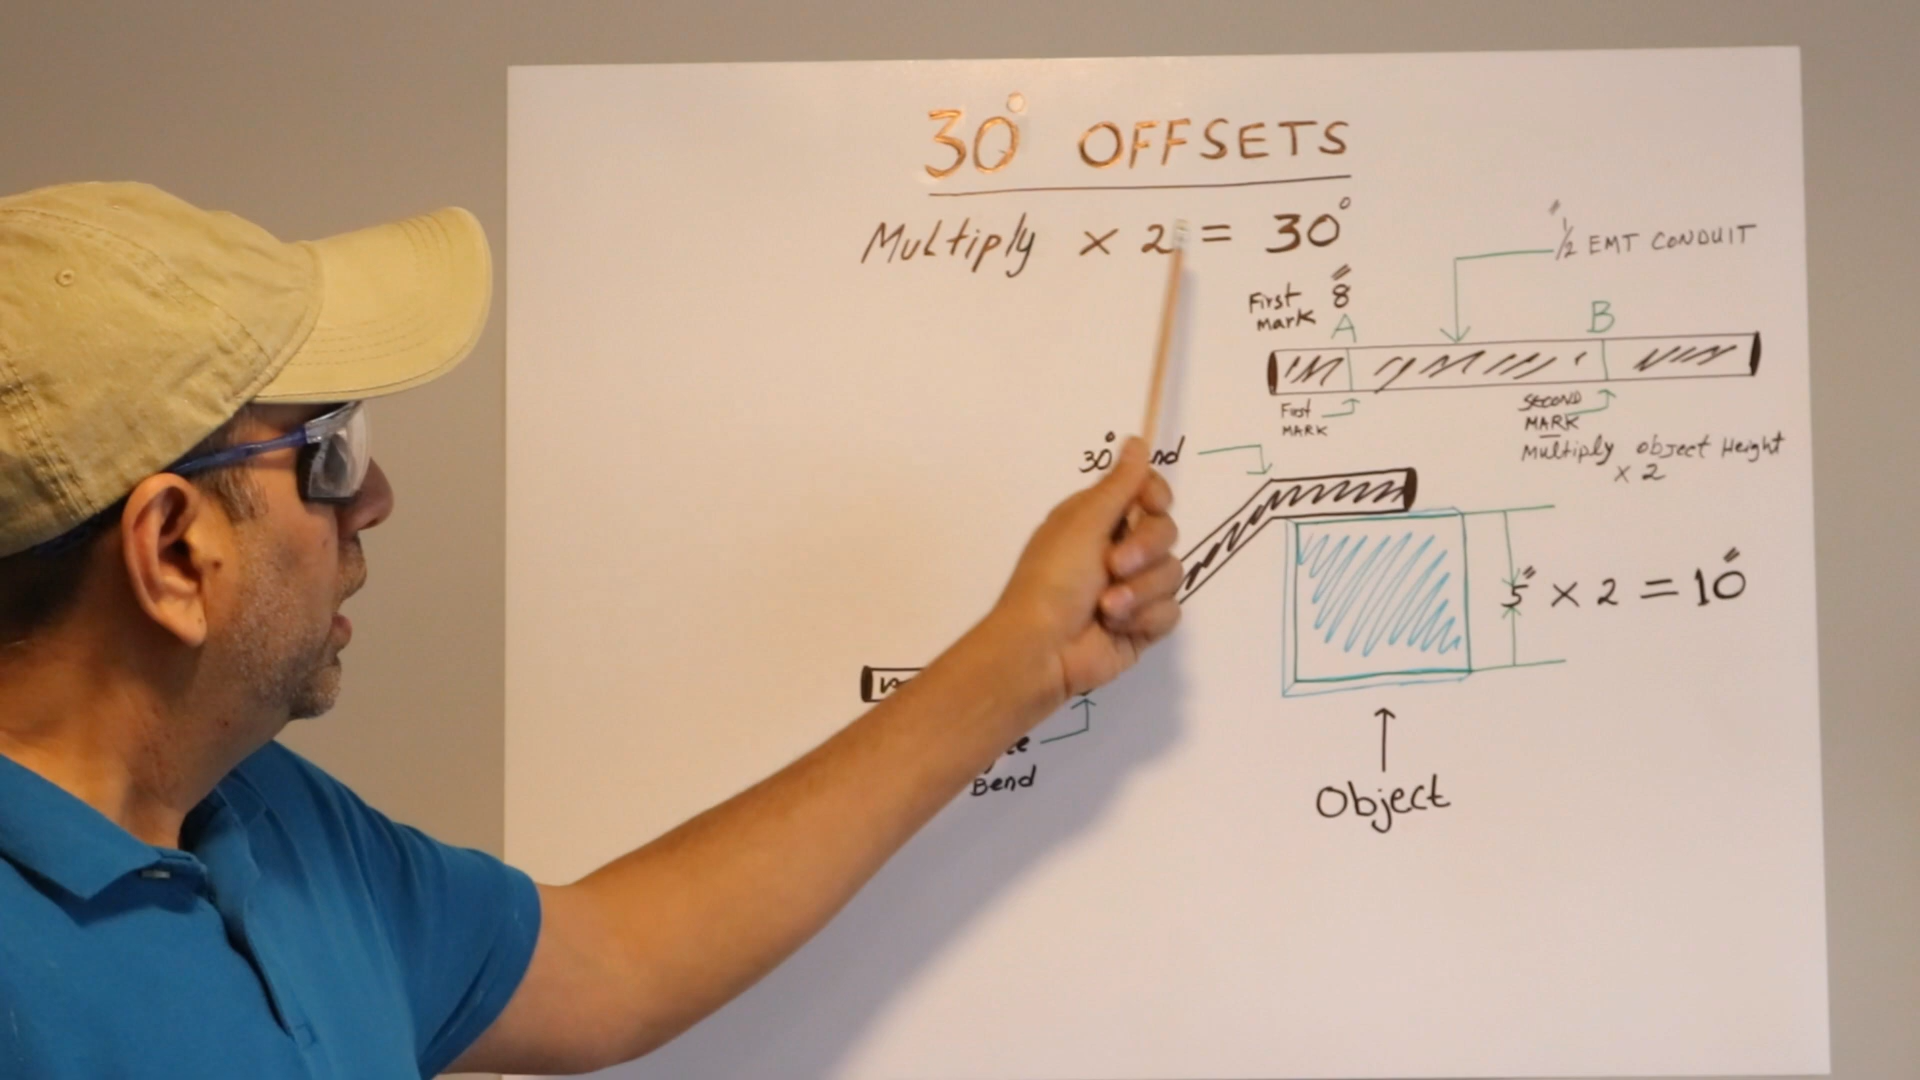 30° OFFSETS
Multiply × 2 = 30°
1/2" EMT CONDUIT
First Mark 8"
A
B
First MARK
SECOND MARK
Multiply object Height × 2
30°
5" × 2 = 10"
Bend
Object